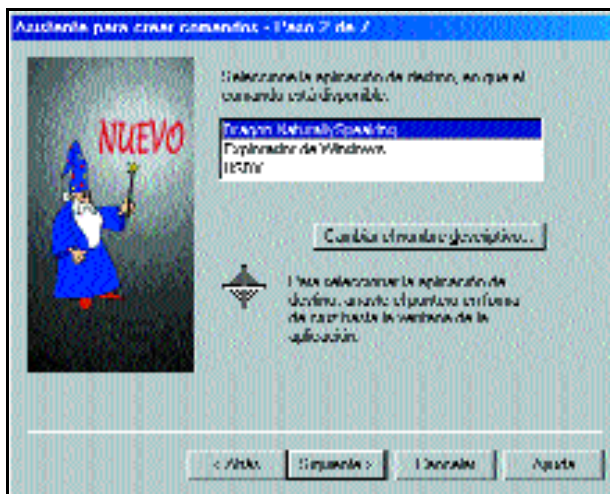 Asistente para crear comandos - Paso 2 de 7
NUEVO
Seleccione la aplicación de destino, en que el
comando está disponible.
Dragon NaturallySpeaking
Explorador de Windows
Cambiar el nombre descriptivo...
Para seleccionar la aplicación de
destino, arrastre el puntero en forma
de cruz hasta la ventana de la
aplicación.
< Atrás
Siguiente >
Cancelar
Ayuda